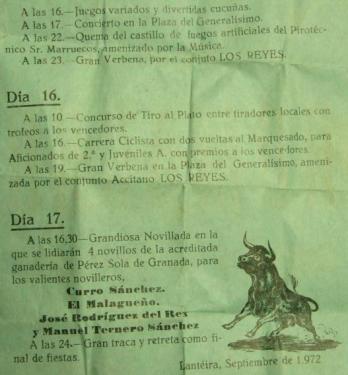 A las 16.—Juegos variados y divertidas cucuñas.
A las 17.—Concierto en la Plaza del Generalísimo.
A las 22.—Quema del castillo de fuegos artificiales del Pirotéc-
nico Sr. Marruecos, amenizado por la Música.
A las 23.—Gran Verbena, por el conjuto LOS REYES.
Día 16.
A las 10—Concurso de Tiro al Plato entre tiradores locales con
trofeos a los vencedores.
A las 16.—Carrera Ciclista con dos vueltas al Marquesado, para
Aficionados de 2.ª y Juveniles A. con premios a los vencedores
A las 19.—Gran Verbena en la Plaza del Generalísimo, ameni-
zada por el conjunto Accitano LOS REYES.
Día 17.
A las 16,30—Grandiosa Novillada en la
que se lidiarán 4 novillos de la acreditada
ganadería de Pérez Sola de Granada, para
los valientes novilleros,
Curro Sánchez.
El Malagueño.
José Rodríguez del Rex
y Manuel Ternero Sánchez
A las 24.—Gran traca y retreta como fi-
nal de fiestas.
Lantéira, Septiembre de 1.972